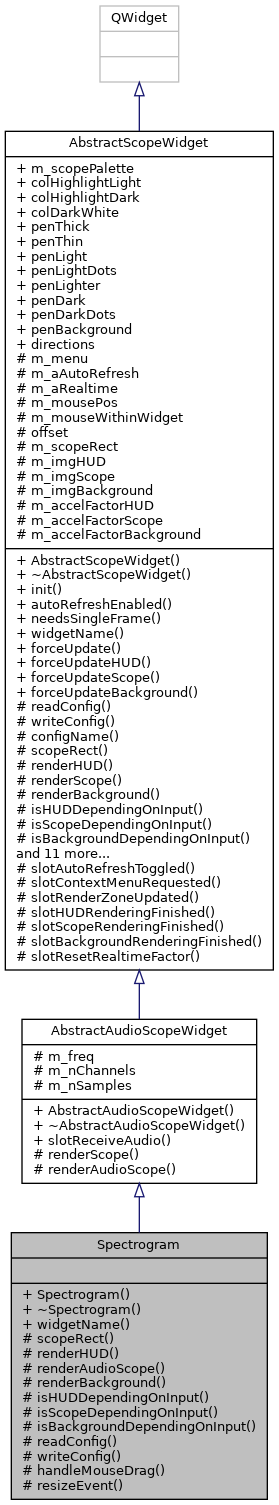 QWidget
AbstractScopeWidget
+ m_scopePalette
+ colHighlightLight
+ colHighlightDark
+ colDarkWhite
+ penThick
+ penThin
+ penLight
+ penLightDots
+ penLighter
+ penDark
+ penDarkDots
+ penBackground
+ directions
# m_menu
# m_aAutoRefresh
# m_aRealtime
# m_mousePos
# m_mouseWithinWidget
# offset
# m_scopeRect
# m_imgHUD
# m_imgScope
# m_imgBackground
# m_accelFactorHUD
# m_accelFactorScope
# m_accelFactorBackground
+ AbstractScopeWidget()
+ ~AbstractScopeWidget()
+ init()
+ autoRefreshEnabled()
+ needsSingleFrame()
+ widgetName()
+ forceUpdate()
+ forceUpdateHUD()
+ forceUpdateScope()
+ forceUpdateBackground()
# readConfig()
# writeConfig()
# configName()
# scopeRect()
# renderHUD()
# renderScope()
# renderBackground()
# isHUDDependingOnInput()
# isScopeDependingOnInput()
# isBackgroundDependingOnInput()
and 11 more...
# slotAutoRefreshToggled()
# slotContextMenuRequested()
# slotRenderZoneUpdated()
# slotHUDRenderingFinished()
# slotScopeRenderingFinished()
# slotBackgroundRenderingFinished()
# slotResetRealtimeFactor()
AbstractAudioScopeWidget
# m_freq
# m_nChannels
# m_nSamples
+ AbstractAudioScopeWidget()
+ ~AbstractAudioScopeWidget()
+ slotReceiveAudio()
# renderScope()
# renderAudioScope()
Spectrogram
+ Spectrogram()
+ ~Spectrogram()
+ widgetName()
# scopeRect()
# renderHUD()
# renderAudioScope()
# renderBackground()
# isHUDDependingOnInput()
# isScopeDependingOnInput()
# isBackgroundDependingOnInput()
# readConfig()
# writeConfig()
# handleMouseDrag()
# resizeEvent()